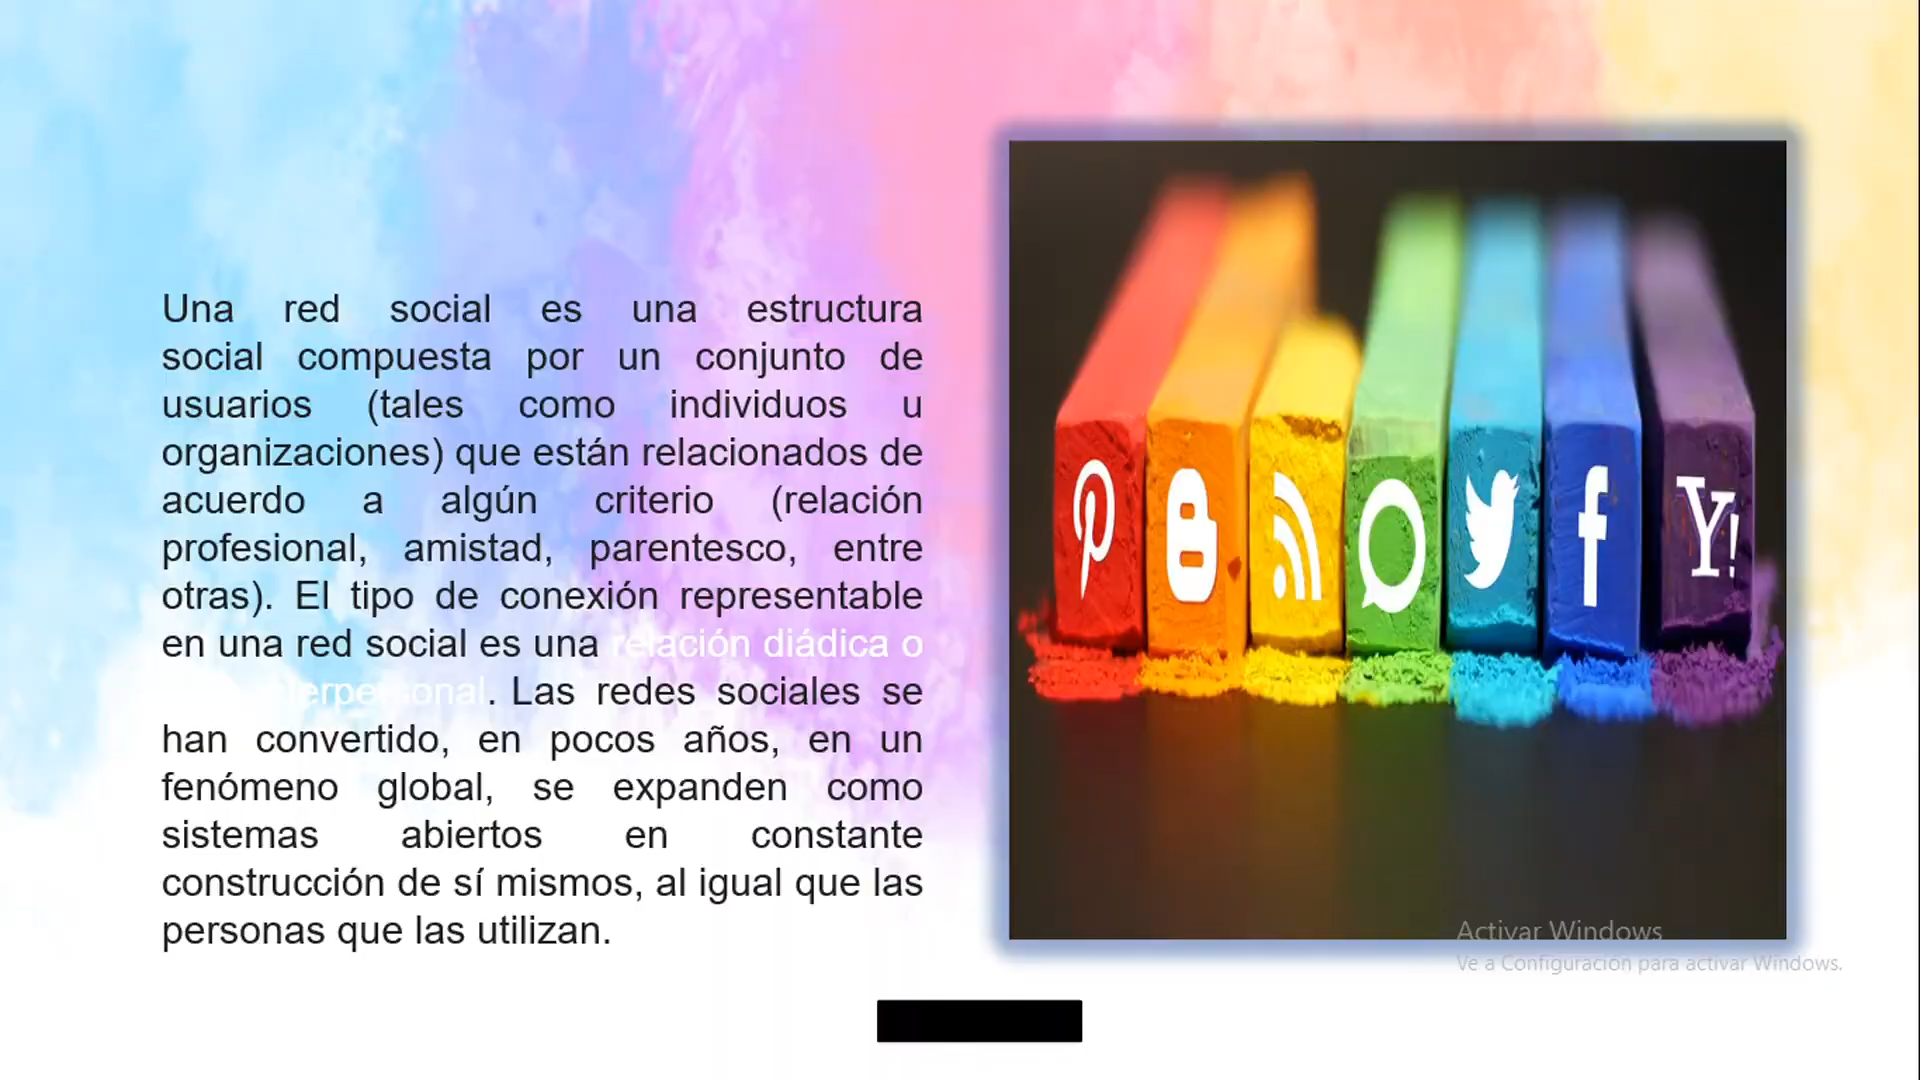 Una red social es una estructura
social compuesta por un conjunto de
usuarios (tales como individuos u
organizaciones) que están relacionados de
acuerdo a algún criterio (relación
profesional, amistad, parentesco, entre
otras). El tipo de conexión representable
en una red social es una relación diádica o
. Las redes sociales se
han convertido, en pocos años, en un
fenómeno global, se expanden como
sistemas abiertos en constante
construcción de sí mismos, al igual que las
personas que las utilizan.
Y!
Activar Windows
Ve a Configuración para activar Windows.